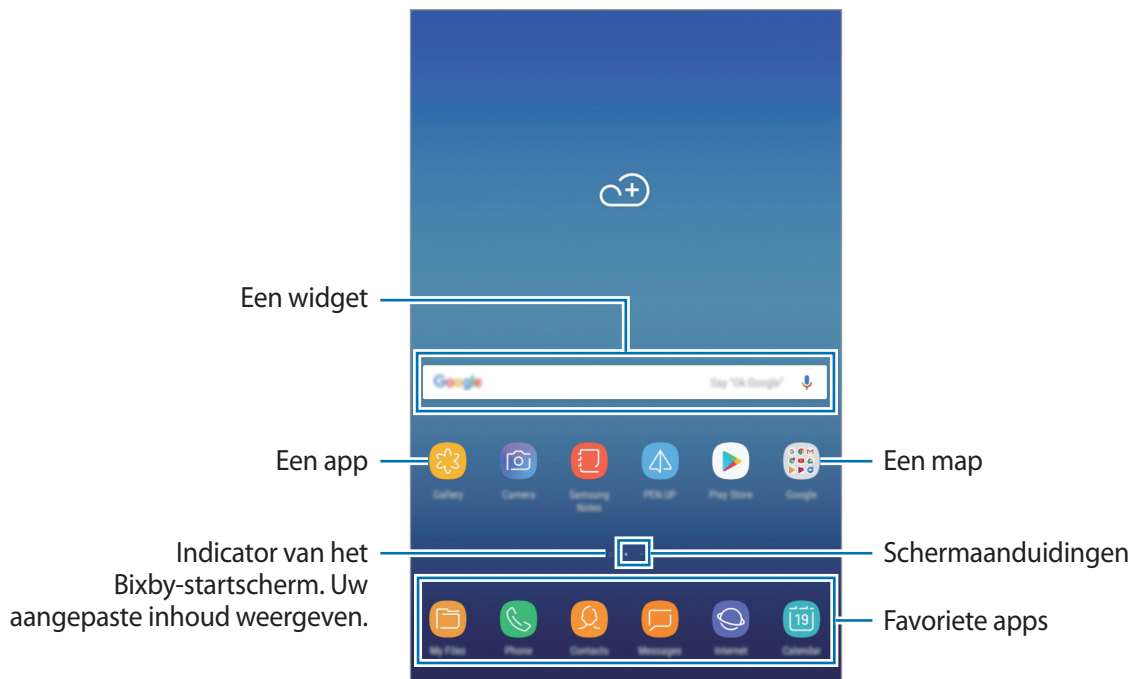 Een widget
Google
Say "Ok Google"
Een app
Een map
Gallery
Camera
Samsung
Notes
PEN.UP
Play Store
Google
Indicator van het
Bixby-startscherm. Uw
aangepaste inhoud weergeven.
Schermaanduidingen
Favoriete apps
19
My Files
Phone
Contacts
Messages
Internet
Calendar